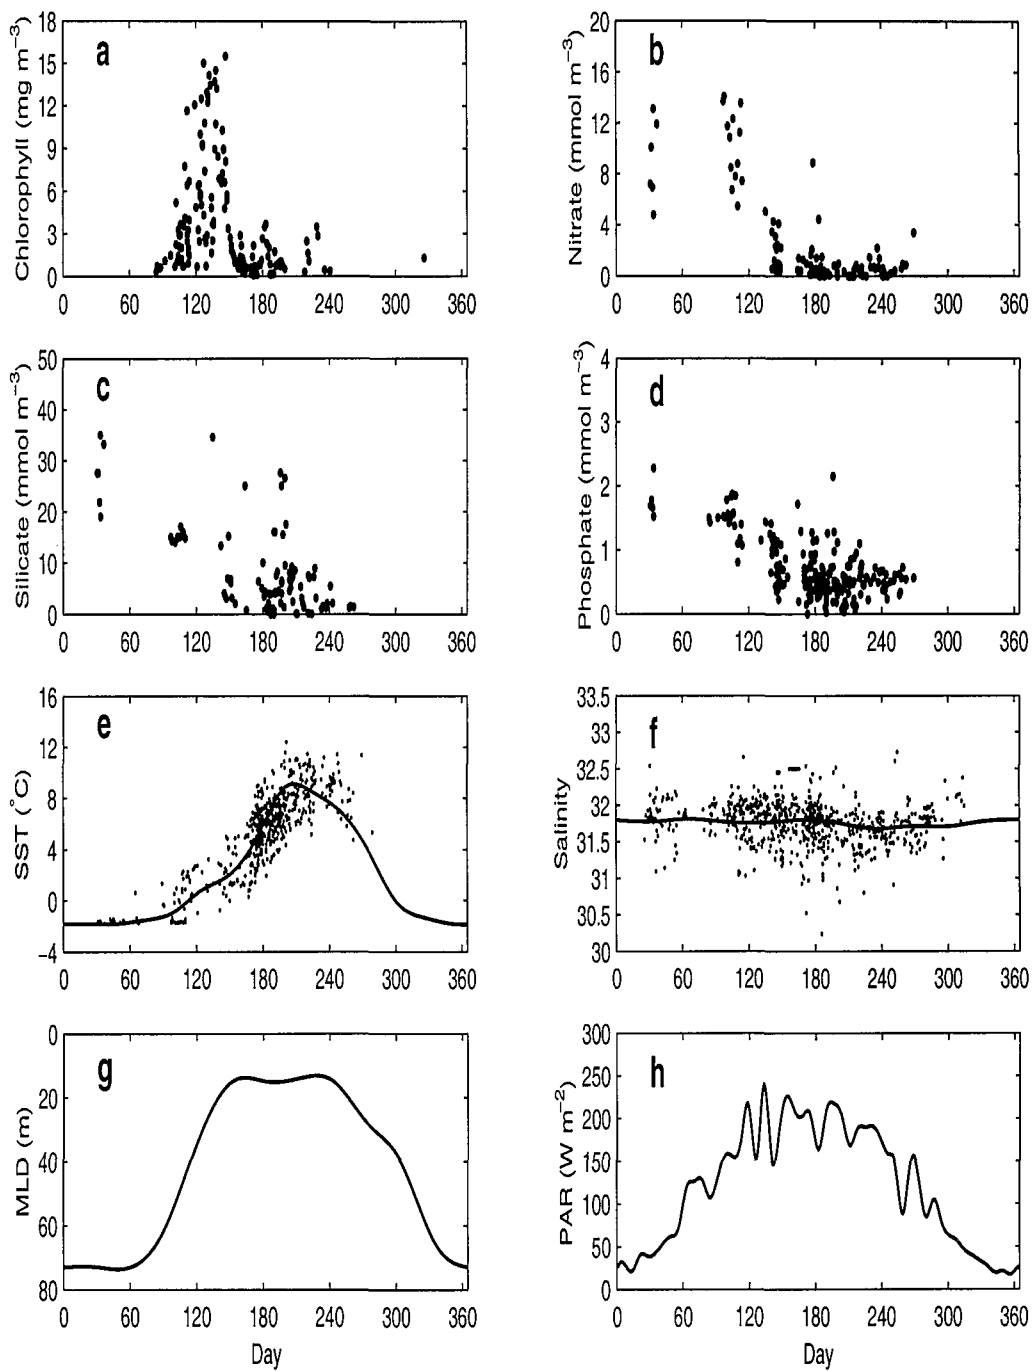 18
15
12
9
6
3
0
Chlorophyll (mg m⁻³)
a
0 60 120 180 240 300 360
20
16
12
8
4
0
Nitrate (mmol m⁻³)
b
0 60 120 180 240 300 360
50
40
30
20
10
0
Silicate (mmol m⁻³)
c
0 60 120 180 240 300 360
4
3
2
1
0
Phosphate (mmol m⁻³)
d
0 60 120 180 240 300 360
16
12
8
4
0
−4
SST (°C)
e
0 60 120 180 240 300 360
33.5
33
32.5
32
31.5
31
30.5
30
Salinity
f
0 60 120 180 240 300 360
0
20
40
60
80
MLD (m)
g
0 60 120 180 240 300 360
Day
300
250
200
150
100
50
0
PAR (W m⁻²)
h
0 60 120 180 240 300 360
Day